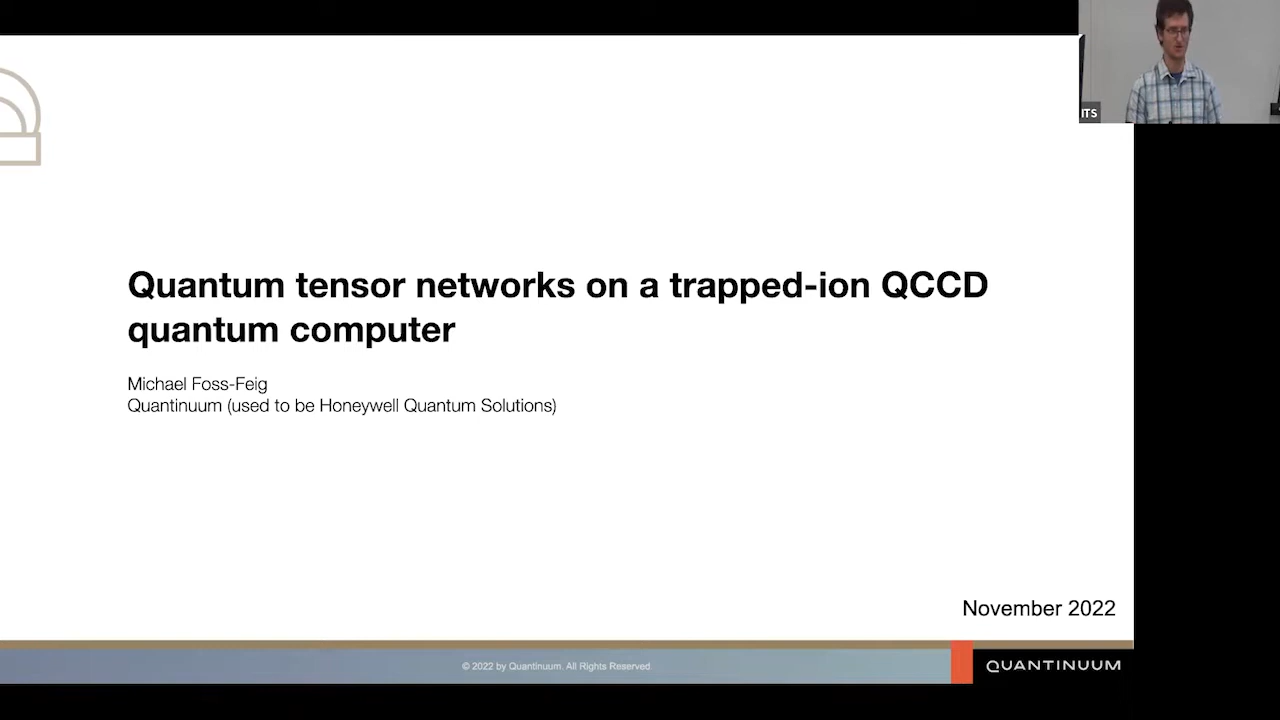 ITS
Quantum tensor networks on a trapped-ion QCCD
quantum computer
Michael Foss-Feig
Quantinuum (used to be Honeywell Quantum Solutions)
November 2022
© 2022 by Quantinuum. All Rights Reserved
QUANTINUUM